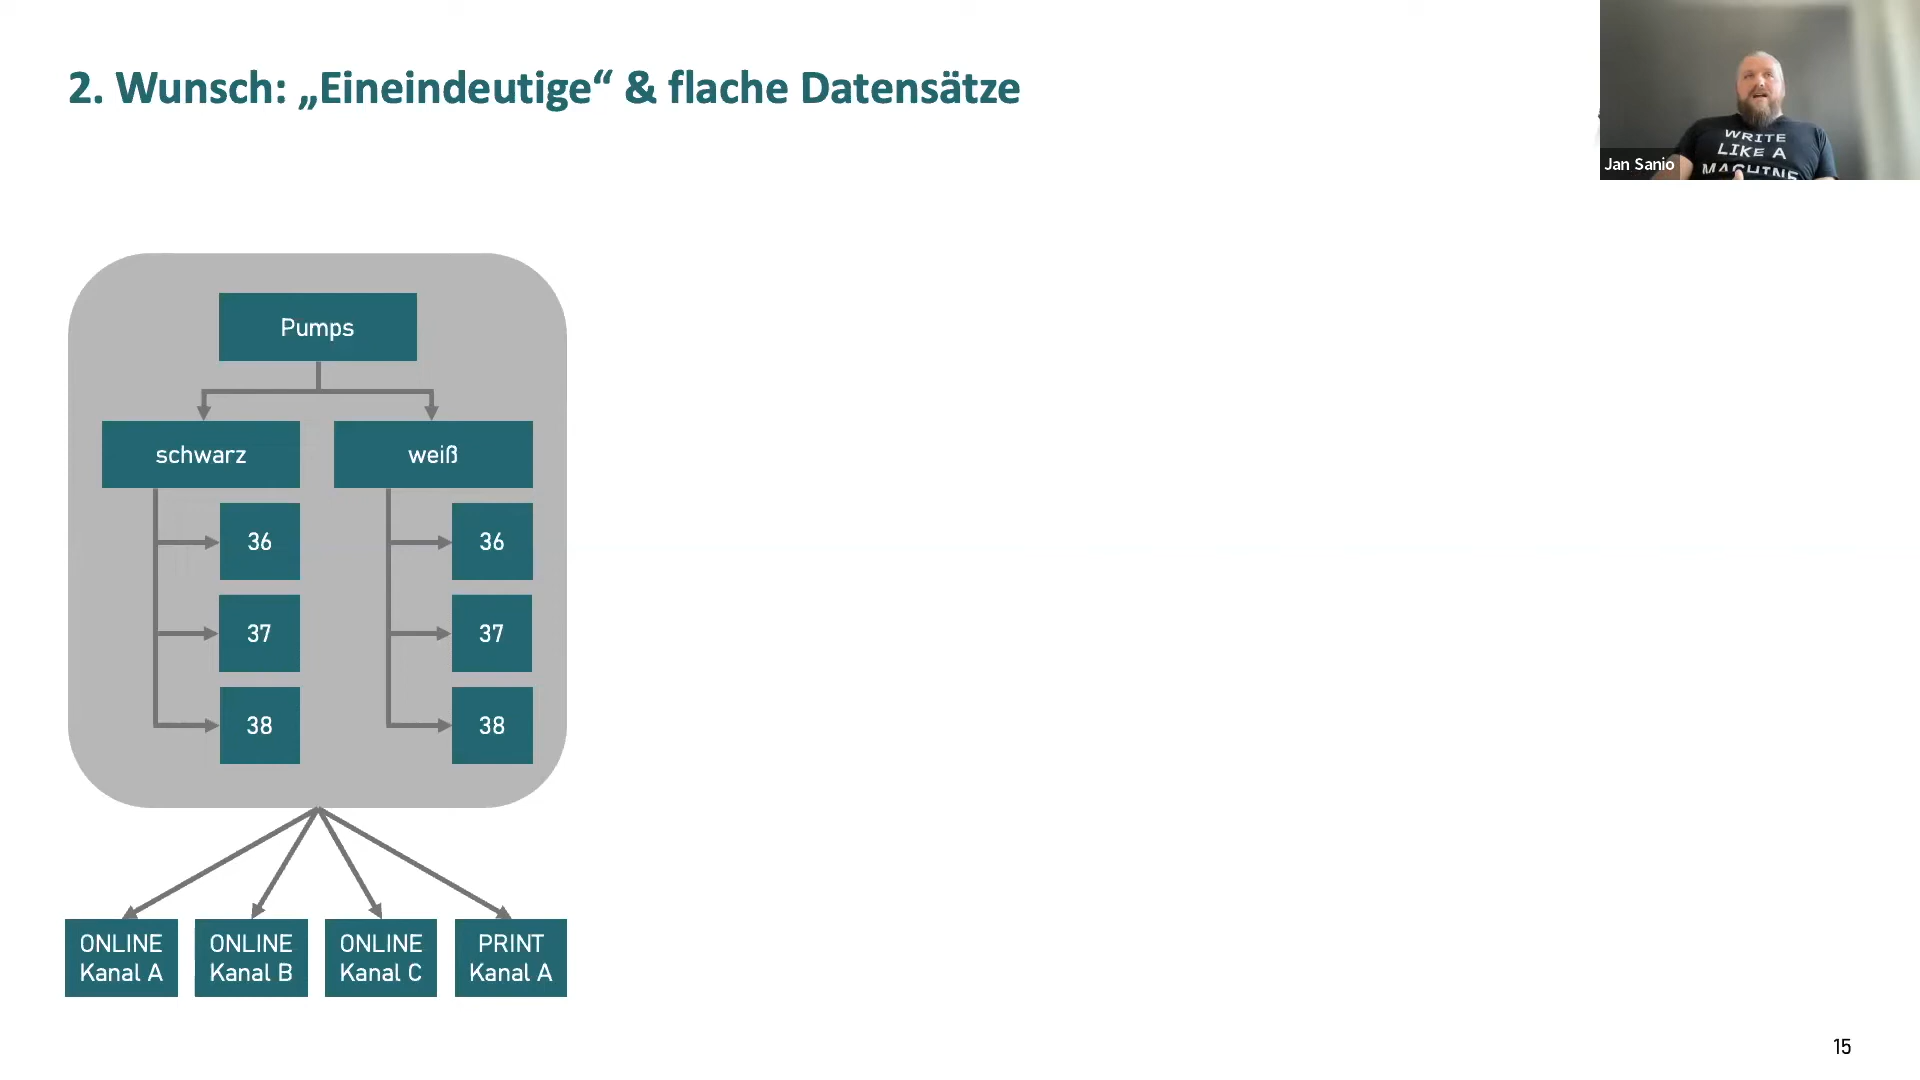 2. Wunsch: „Eineindeutige“ & flache Datensätze
WRITE
LIKE A
MACHINE
Jan Sanio
Pumps
schwarz
weiß
36
36
37
37
38
38
ONLINE
Kanal A
ONLINE
Kanal B
ONLINE
Kanal C
PRINT
Kanal A
15